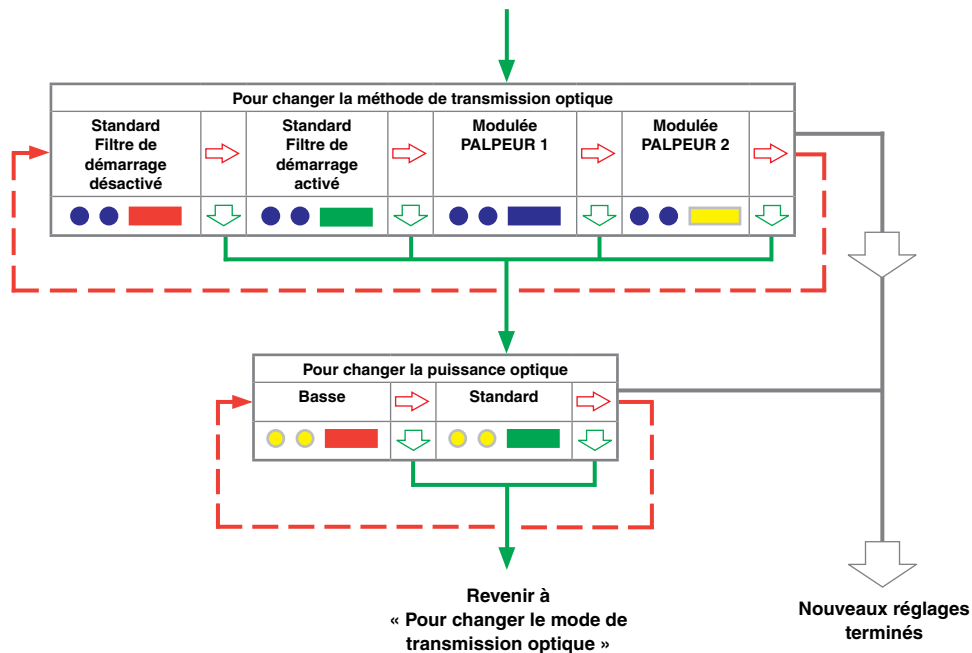 Pour changer la méthode de transmission optique
Standard
Filtre de
démarrage
désactivé
Standard
Filtre de
démarrage
activé
Modulée
PALPEUR 1
Modulée
PALPEUR 2
Pour changer la puissance optique
Basse
Standard
Revenir à
« Pour changer le mode de
transmission optique »
Nouveaux réglages
terminés